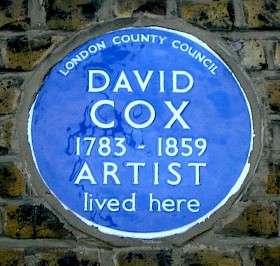 LONDON COUNTY COUNCIL
DAVID
COX
1783 - 1859
ARTIST
lived here